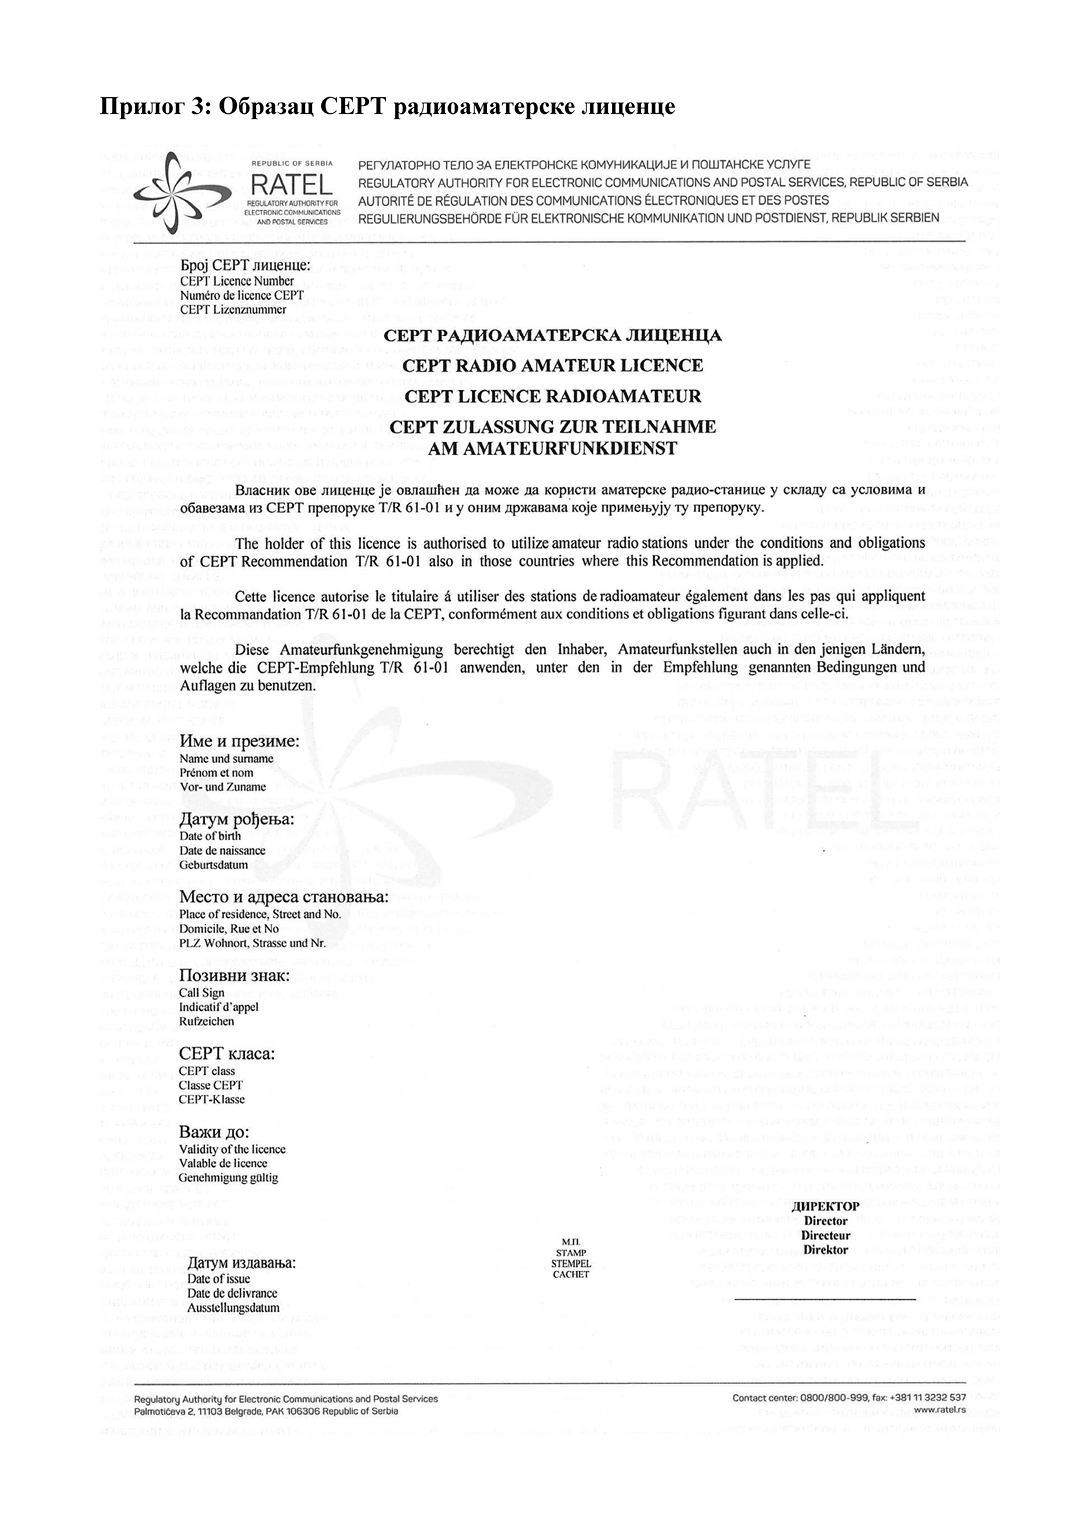 Прилог 3: Образац CEPT радиоаматерске лиценце
REPUBLIC OF SERBIA
RATEL
REGULATORY AUTHORITY FOR
ELECTRONIC COMMUNICATIONS
AND POSTAL SERVICES
РЕГУЛАТОРНО ТЕЛО ЗА ЕЛЕКТРОНСКЕ КОМУНИКАЦИЈЕ И ПОШТАНСКЕ УСЛУГЕ
REGULATORY AUTHORITY FOR ELECTRONIC COMMUNICATIONS AND POSTAL SERVICES, REPUBLIC OF SERBIA
AUTORITÉ DE RÉGULATION DES COMMUNICATIONS ÉLECTRONIQUES ET DES POSTES
REGULIERUNGSBEHÖRDE FÜR ELEKTRONISCHE KOMMUNIKATION UND POSTDIENST, REPUBLIK SERBIEN
Број CEPT лиценце:
CEPT Licence Number
Numéro de licence CEPT
CEPT Lizenznummer
CEPT РАДИОАМАТЕРСКА ЛИЦЕНЦА
CEPT RADIO AMATEUR LICENCE
CEPT LICENCE RADIOAMATEUR
CEPT ZULASSUNG ZUR TEILNAHME
AM AMATEURFUNKDIENST
Власник ове лиценце је овлашћен да може да користи аматерске радио-станице у складу са условима и
обавезама из CEPT препоруке T/R 61-01 и у оним државама које примењују ту препоруку.
The holder of this licence is authorised to utilize amateur radio stations under the conditions and obligations
of CEPT Recommendation T/R 61-01 also in those countries where this Recommendation is applied.
Cette licence autorise le titulaire á utiliser des stations de radioamateur également dans les pas qui appliquent
la Recommandation T/R 61-01 de la CEPT, conformément aux conditions et obligations figurant dans celle-ci.
Diese Amateurfunkgenehmigung berechtigt den Inhaber, Amateurfunkstellen auch in den jenigen Ländern,
welche die CEPT-Empfehlung T/R 61-01 anwenden, unter den in der Empfehlung genannten Bedingungen und
Auflagen zu benutzen.
RATEL
Име и презиме:
Name und surname
Prénom et nom
Vor- und Zuname
Датум рођења:
Date of birth
Date de naissance
Geburtsdatum
Место и адреса становања:
Place of residence, Street and No.
Domicile, Rue et No
PLZ Wohnort, Strasse und Nr.
Позивни знак:
Call Sign
Indicatif d'appel
Rufzeichen
CEPT класа:
CEPT class
Classe CEPT
CEPT-Klasse
Важи до:
Validity of the licence
Valable de licence
Genehmigung gültig
ДИРЕКТОР
Director
Directeur
Direktor
М.П.
STAMP
STEMPEL
CACHET
Датум издавања:
Date of issue
Date de delivrance
Ausstellungsdatum
Regulatory Authority for Electronic Communications and Postal Services
Palmotićeva 2, 11103 Belgrade, PAK 106306 Republic of Serbia
Contact center: 0800/800-999, fax: +381 11 3232 537
www.ratel.rs